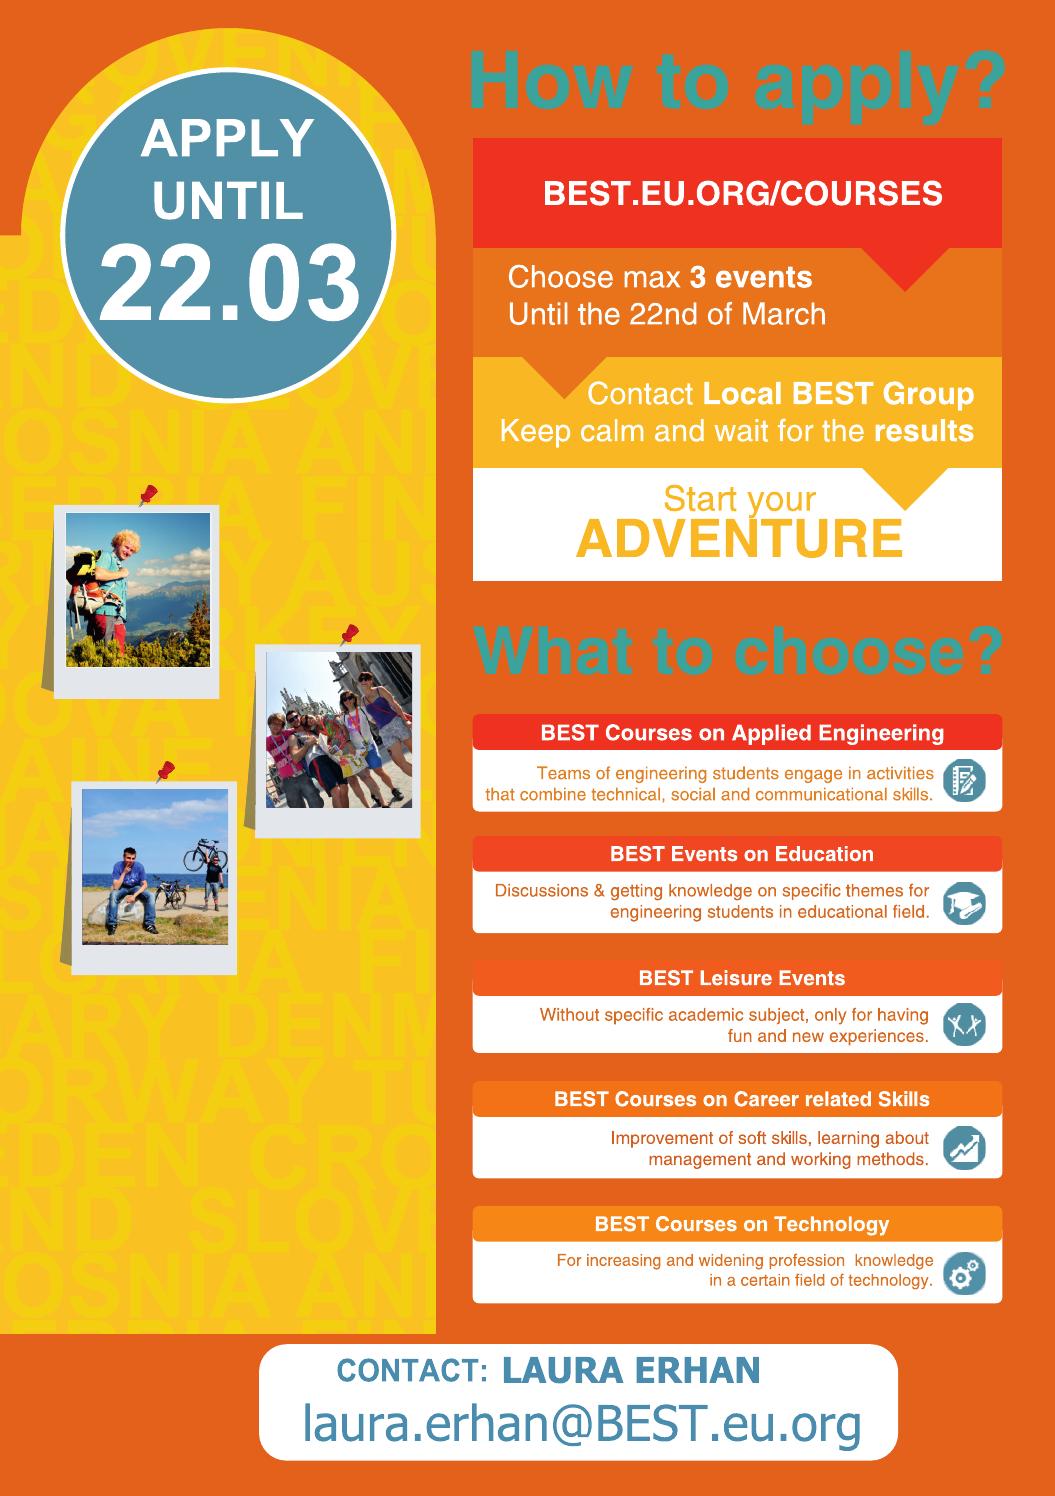 APPLY
UNTIL
22.03
How to apply?
BEST.EU.ORG/COURSES
Choose max 3 events
Until the 22nd of March
Contact Local BEST Group
Keep calm and wait for the results
Start your
ADVENTURE
What to choose?
BEST Courses on Applied Engineering
Teams of engineering students engage in activities
that combine technical, social and communicational skills.
BEST Events on Education
Discussions & getting knowledge on specific themes for
engineering students in educational field.
BEST Leisure Events
Without specific academic subject, only for having
fun and new experiences.
BEST Courses on Career related Skills
Improvement of soft skills, learning about
management and working methods.
BEST Courses on Technology
For increasing and widening profession  knowledge
in a certain field of technology.
CONTACT: LAURA ERHAN
laura.erhan@BEST.eu.org